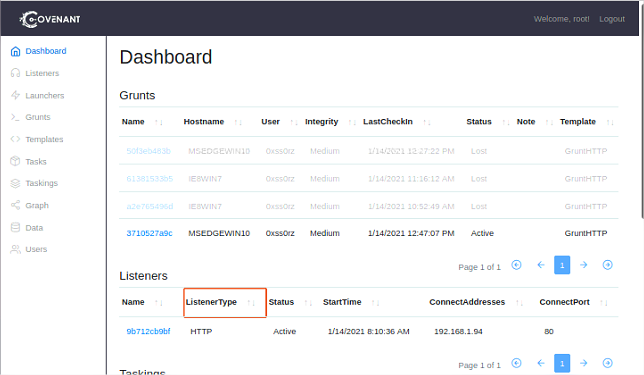 COVENANT
Welcome, root! Logout
Dashboard
Listeners
Launchers
Grunts
Templates
Tasks
Taskings
Graph
Data
Users
Dashboard
Grunts
Name Hostname User Integrity LastCheckIn Status Note Template
MSEDGEWIN10 0xss0rz Medium 1/14/2021 12:27:22 PM Lost GruntHTTP
IE8WIN7 0xss0rz Medium 1/14/2021 11:16:12 AM Lost GruntHTTP
a2e765496d IE8WIN7 0xss0rz Medium 1/14/2021 10:52:49 AM Lost GruntHTTP
3710527a9c MSEDGEWIN10 0xss0rz Medium 1/14/2021 12:47:07 PM Active GruntHTTP
Page 1 of 1 1
Listeners
Name ListenerType Status StartTime ConnectAddresses ConnectPort
9b712cb9bf HTTP Active 1/14/2021 8:10:36 AM 192.168.1.94 80
Page 1 of 1 1
Taskings